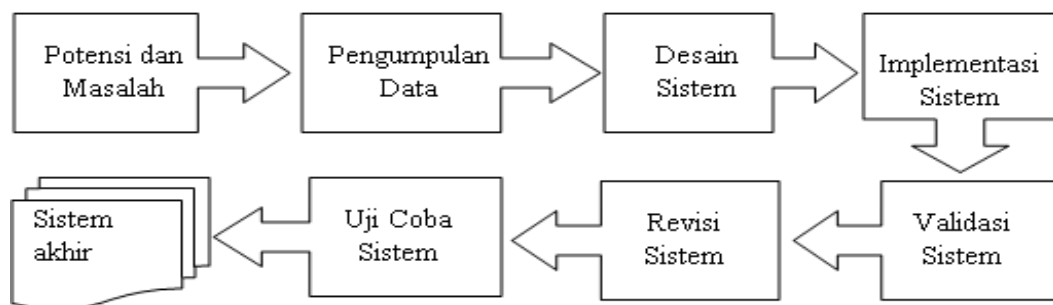 Potensi dan
Masalah
Pengumpulan
Data
Desain
Sistem
Implementasi
Sistem
Validasi
Sistem
Revisi
Sistem
Uji Coba
Sistem
Sistem
akhir